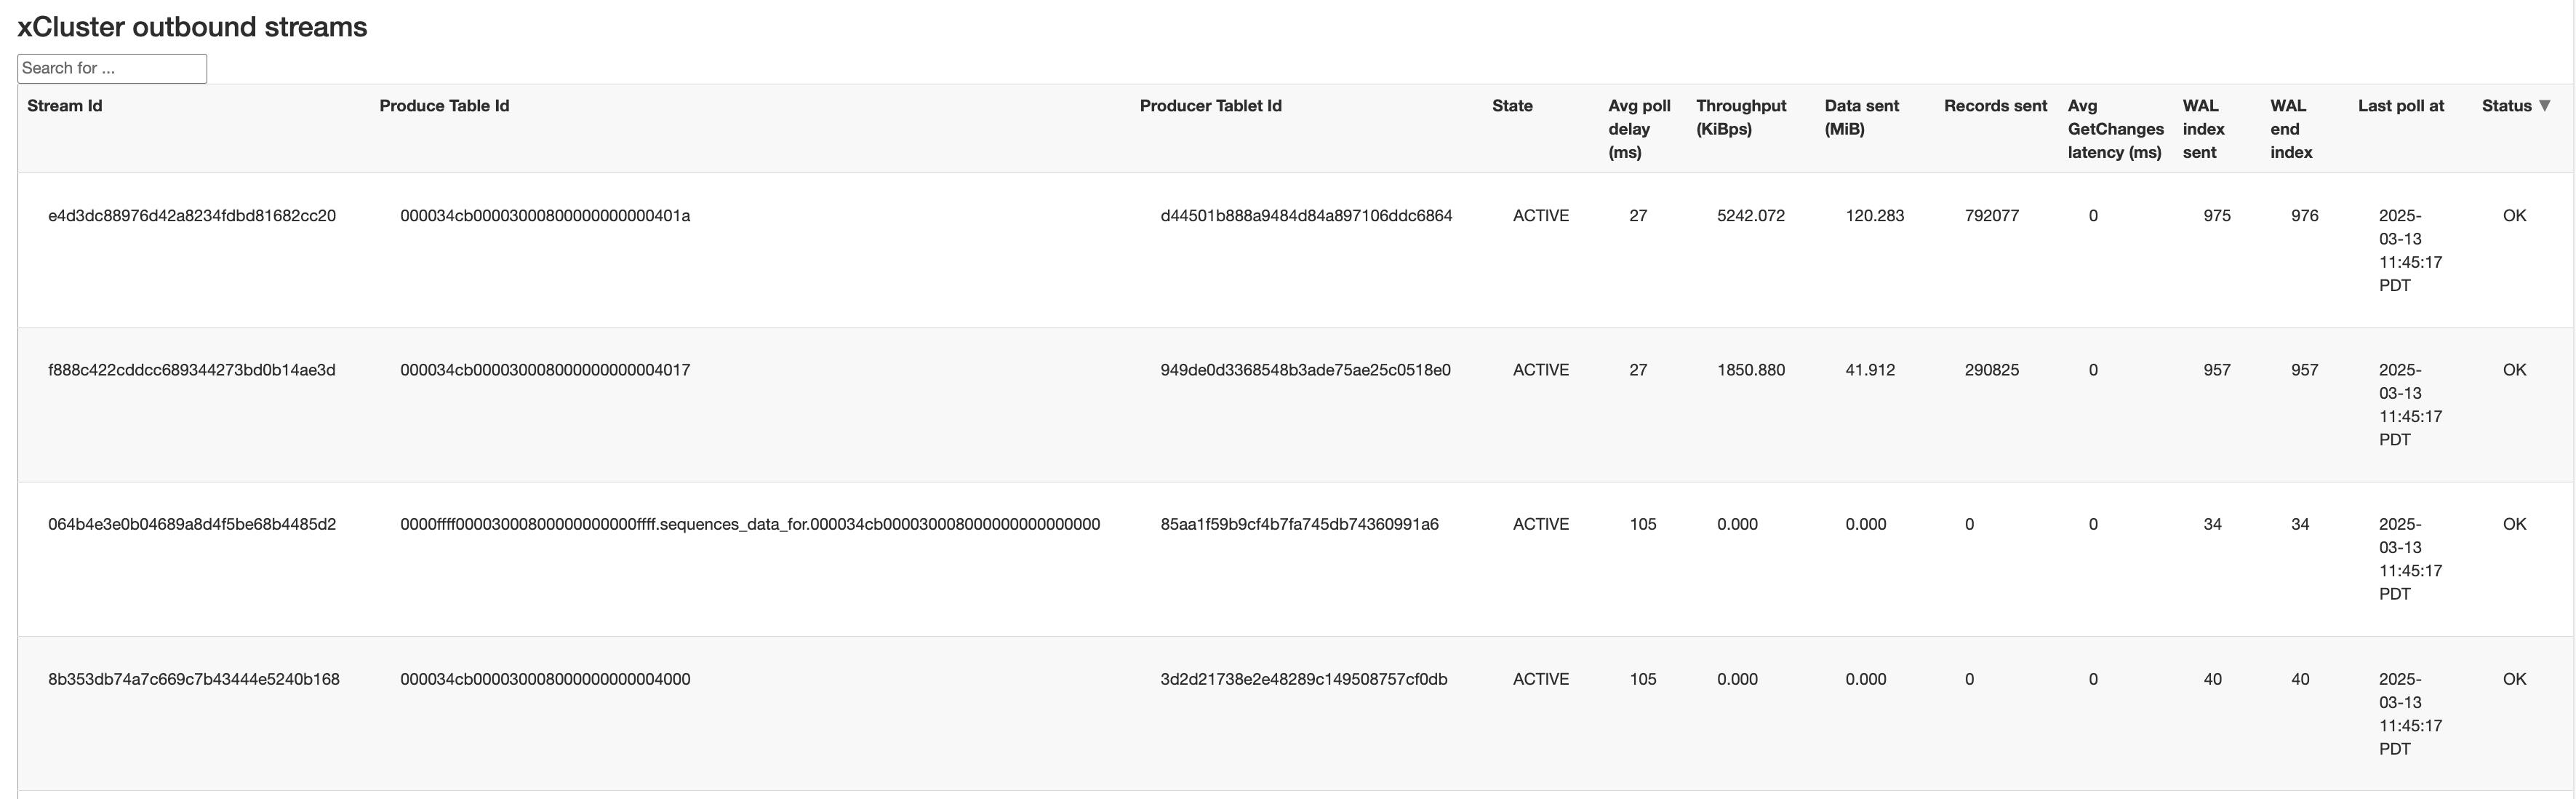 xCluster outbound streams
Search for ...
Stream Id Produce Table Id Producer Tablet Id State Avg poll delay (ms) Throughput (KiBps) Data sent (MiB) Records sent Avg GetChanges latency (ms) WAL index sent WAL end index Last poll at Status ▼
e4d3dc88976d42a8234fdbd81682cc20 000034cb00003000800000000000401a d44501b888a9484d84a897106ddc6864 ACTIVE 27 5242.072 120.283 792077 0 975 976 2025-03-13 11:45:17 PDT OK
f888c422cddcc689344273bd0b14ae3d 000034cb000030008000000000004017 949de0d3368548b3ade75ae25c0518e0 ACTIVE 27 1850.880 41.912 290825 0 957 957 2025-03-13 11:45:17 PDT OK
064b4e3e0b04689a8d4f5be68b4485d2 0000ffff00003000800000000000ffff.sequences_data_for.000034cb000030008000000000000000 85aa1f59b9cf4b7fa745db74360991a6 ACTIVE 105 0.000 0.000 0 0 34 34 2025-03-13 11:45:17 PDT OK
8b353db74a7c669c7b43444e5240b168 000034cb000030008000000000004000 3d2d21738e2e48289c149508757cf0db ACTIVE 105 0.000 0.000 0 0 40 40 2025-03-13 11:45:17 PDT OK